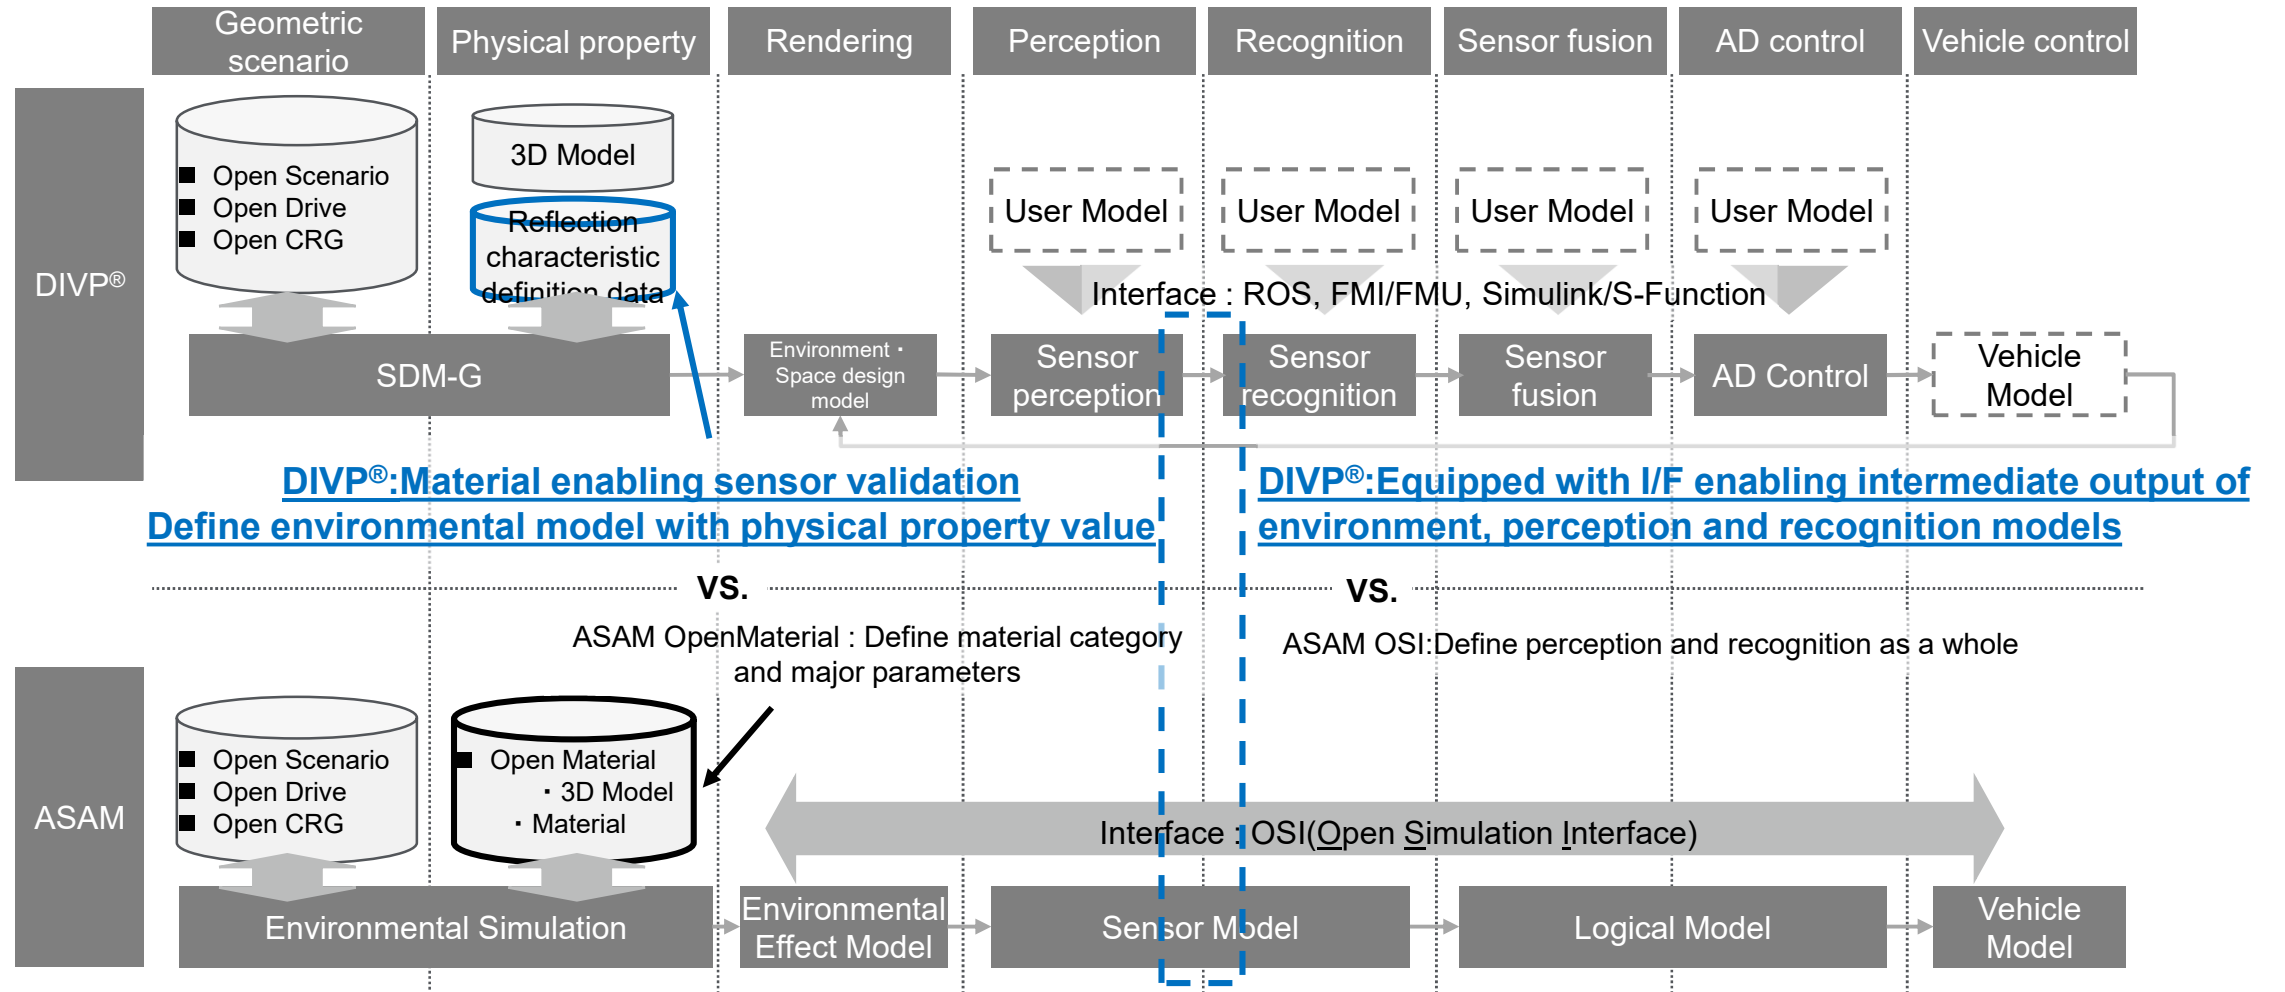 Geometric
scenario
Physical property
Rendering
Perception
Recognition
Sensor fusion
AD control
Vehicle control
DIVP®
■ Open Scenario
■ Open Drive
■ Open CRG
3D Model
Reflection
characteristic
definition data
User Model
User Model
User Model
User Model
Interface : ROS, FMI/FMU, Simulink/S-Function
SDM-G
Environment・
Space design
model
Sensor
perception
Sensor
recognition
Sensor
fusion
AD Control
Vehicle
Model
DIVP®:Material enabling sensor validation
Define environmental model with physical property value
DIVP®:Equipped with I/F enabling intermediate output of
environment, perception and recognition models
VS.
VS.
ASAM OpenMaterial : Define material category
and major parameters
ASAM OSI:Define perception and recognition as a whole
ASAM
■ Open Scenario
■ Open Drive
■ Open CRG
■ Open Material
・3D Model
・Material
Interface : OSI(Open Simulation Interface)
Environmental Simulation
Environmental
Effect Model
Sensor Model
Logical Model
Vehicle
Model